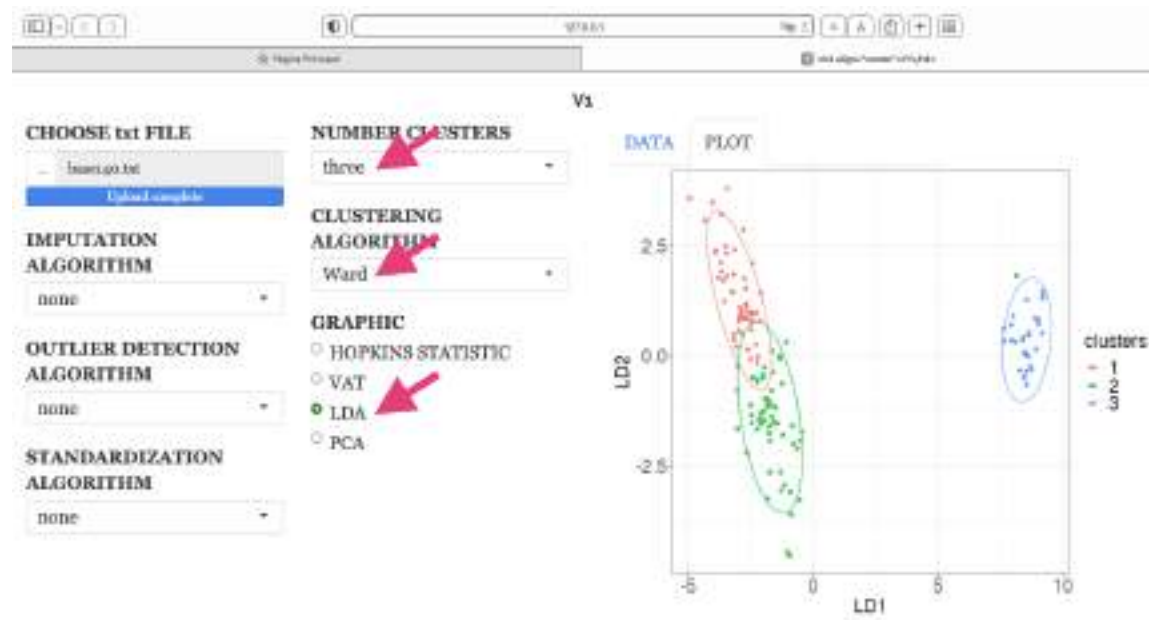 V1
CHOOSE txt FILE
Upload complete
IMPUTATION
ALGORITHM
none
OUTLIER DETECTION
ALGORITHM
none
STANDARDIZATION
ALGORITHM
none
NUMBER CLUSTERS
three
CLUSTERING
ALGORITHM
Ward
GRAPHIC
HOPKINS STATISTIC
VAT
LDA
PCA
DATA PLOT
2.5
0.0
-2.5
LD2
-5 0 5 10
LD1
clusters
1
2
3